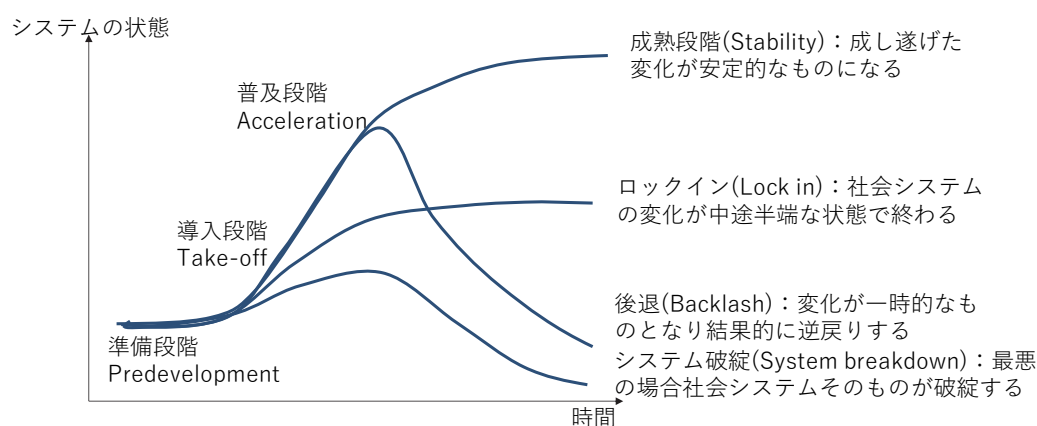 システムの状態
成熟段階(Stability)：成し遂げた
変化が安定的なものになる
普及段階
Acceleration
ロックイン(Lock in)：社会システム
の変化が中途半端な状態で終わる
導入段階
Take-off
後退(Backlash)：変化が一時的なも
のとなり結果的に逆戻りする
準備段階
Predevelopment
システム破綻(System breakdown)：最悪
の場合社会システムそのものが破綻する
時間